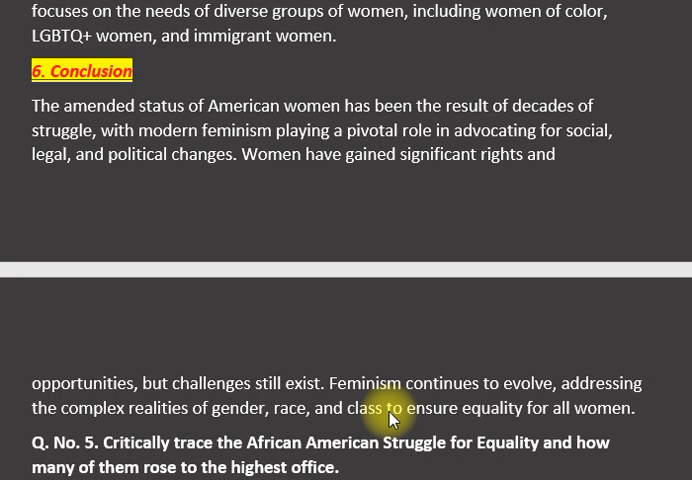 focuses on the needs of diverse groups of women, including women of color,
LGBTQ+ women, and immigrant women.
6. Conclusion
The amended status of American women has been the result of decades of
struggle, with modern feminism playing a pivotal role in advocating for social,
legal, and political changes. Women have gained significant rights and
opportunities, but challenges still exist. Feminism continues to evolve, addressing
the complex realities of gender, race, and class to ensure equality for all women.
Q. No. 5. Critically trace the African American Struggle for Equality and how
many of them rose to the highest office.